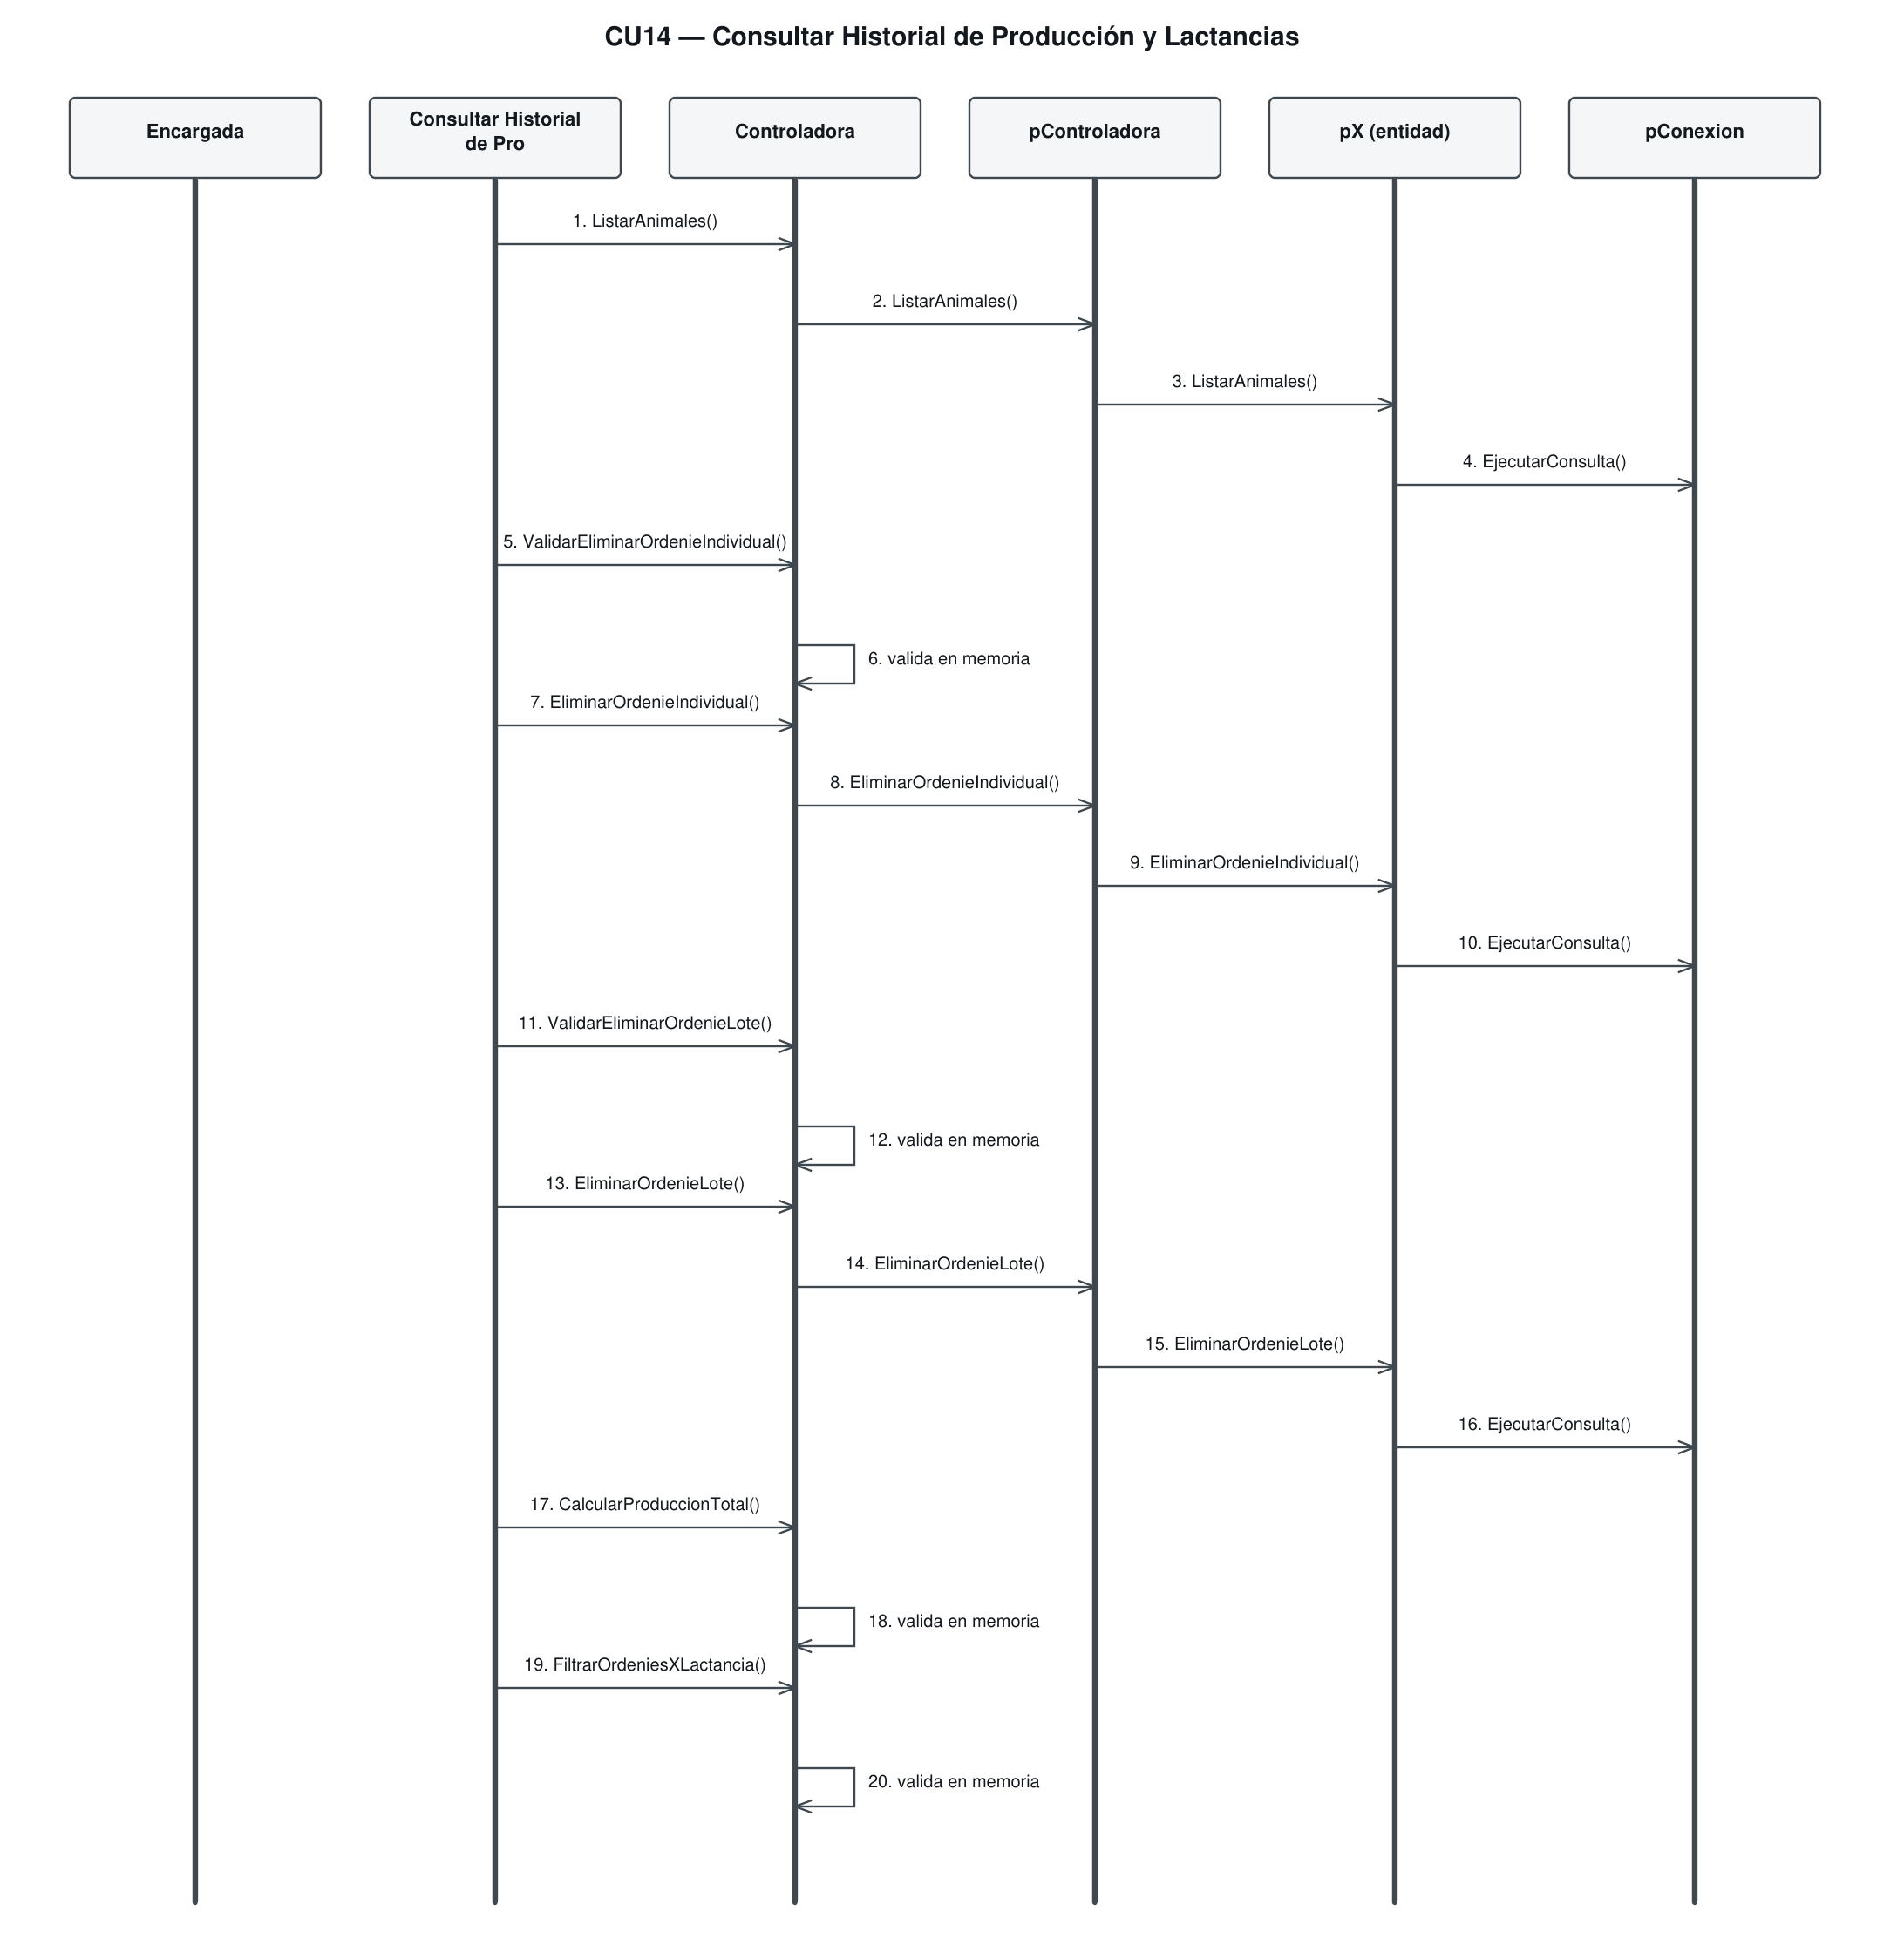 CU14 — Consultar Historial de Producción y Lactancias
Encargada
Consultar Historial
de Pro
Controladora
pControladora
pX (entidad)
pConexion
1. ListarAnimales()
2. ListarAnimales()
3. ListarAnimales()
4. EjecutarConsulta()
5. ValidarEliminarOrdenieIndividual()
6. valida en memoria
7. EliminarOrdenieIndividual()
8. EliminarOrdenieIndividual()
9. EliminarOrdenieIndividual()
10. EjecutarConsulta()
11. ValidarEliminarOrdenieLote()
12. valida en memoria
13. EliminarOrdenieLote()
14. EliminarOrdenieLote()
15. EliminarOrdenieLote()
16. EjecutarConsulta()
17. CalcularProduccionTotal()
18. valida en memoria
19. FiltrarOrdeniesXLactancia()
20. valida en memoria